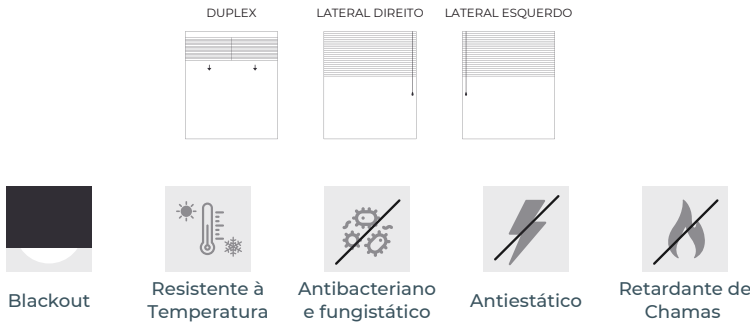 DUPLEX
LATERAL DIREITO
LATERAL ESQUERDO
Blackout
Resistente à
Temperatura
Antibacteriano
e fungistático
Antiestático
Retardante de
Chamas